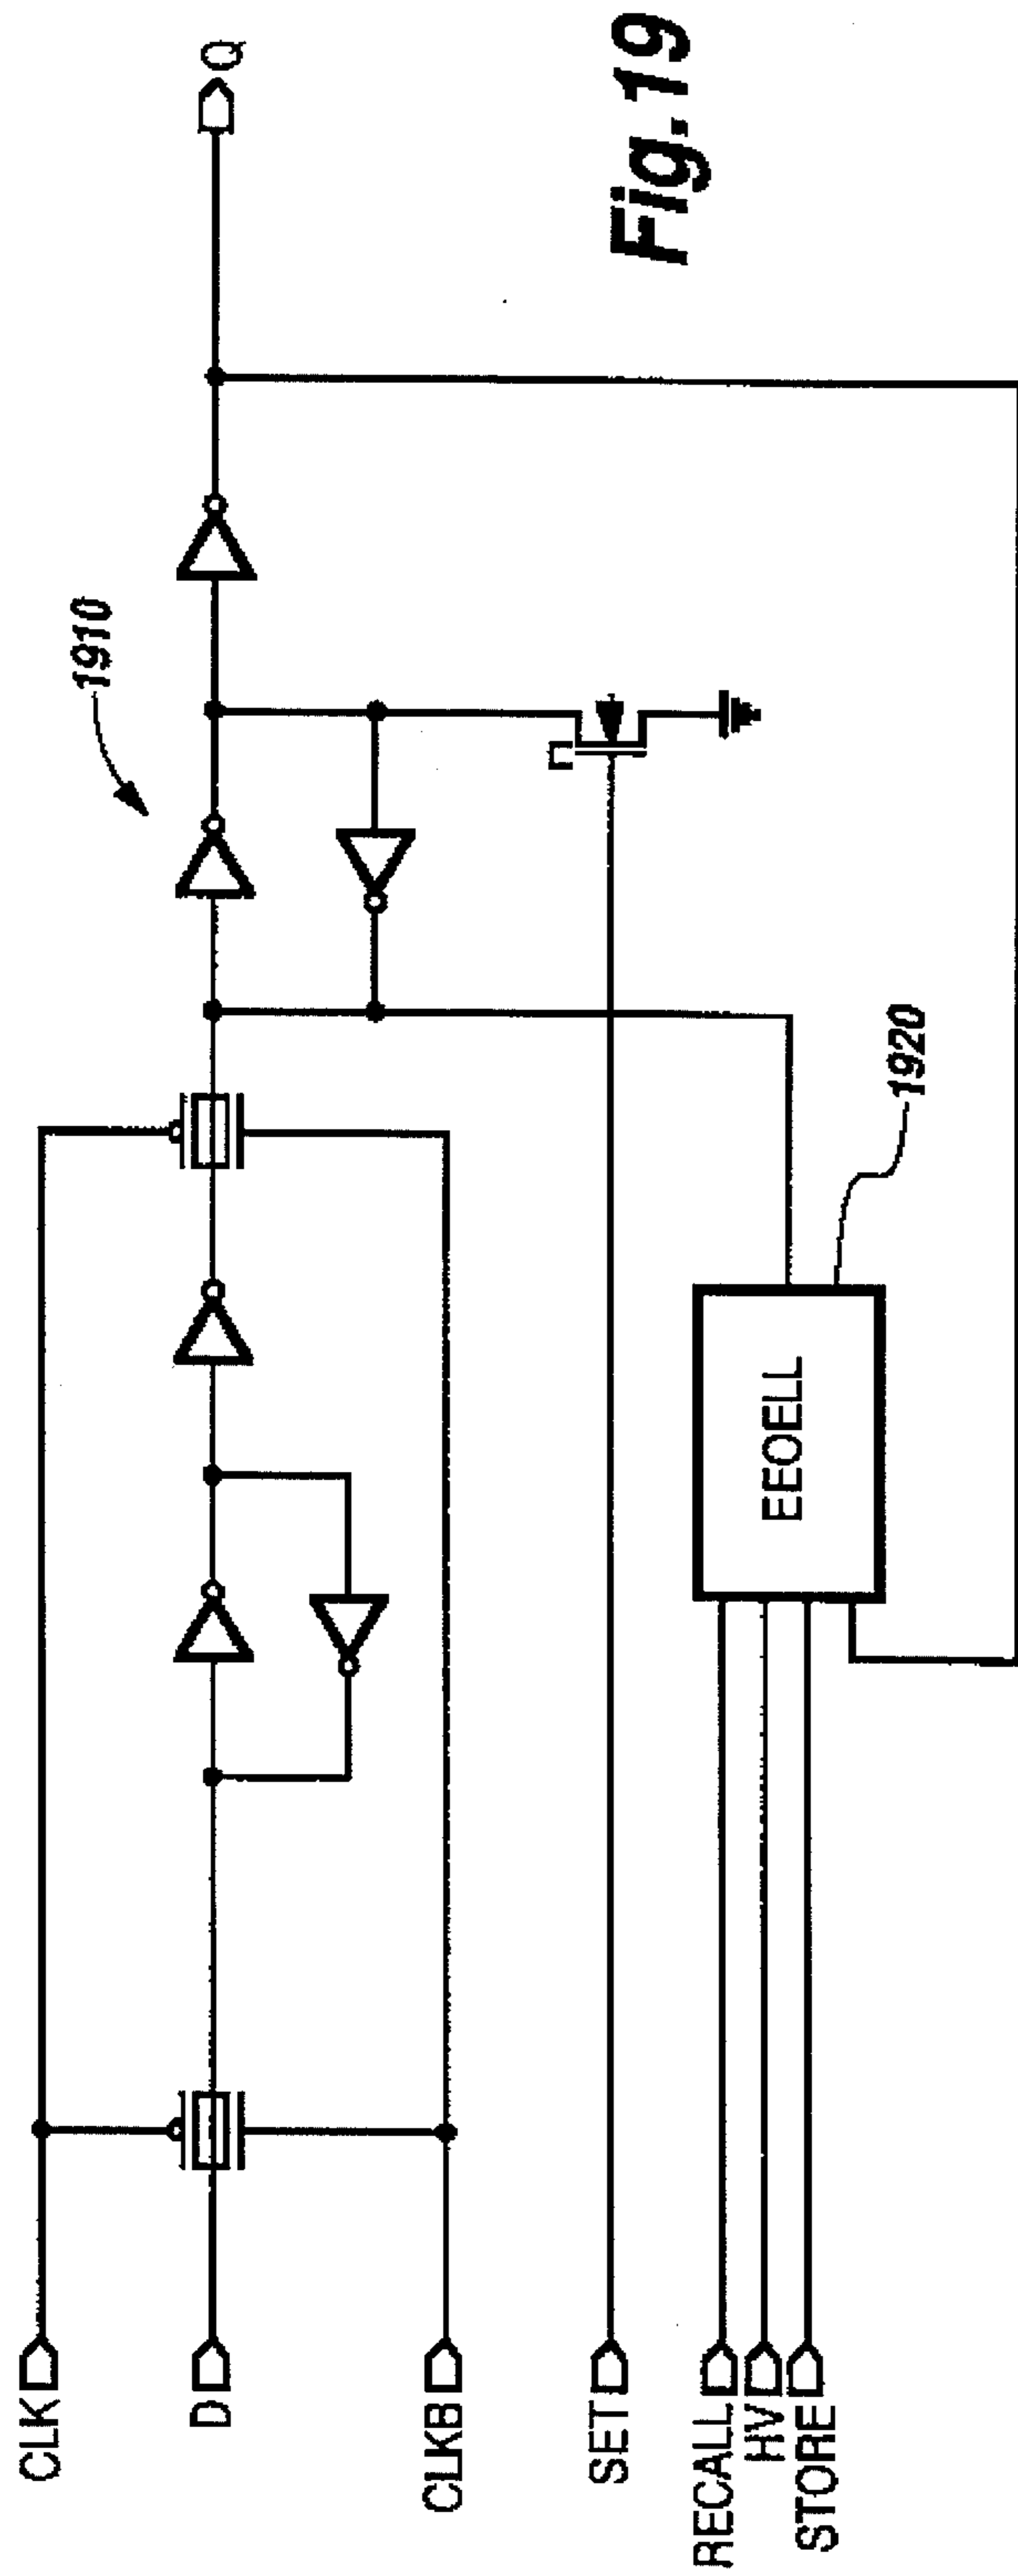 CLK
D
CLKB
SET
RECALL
HV
STORE
1910
n
EEOELL
1920
Q
Fig. 19